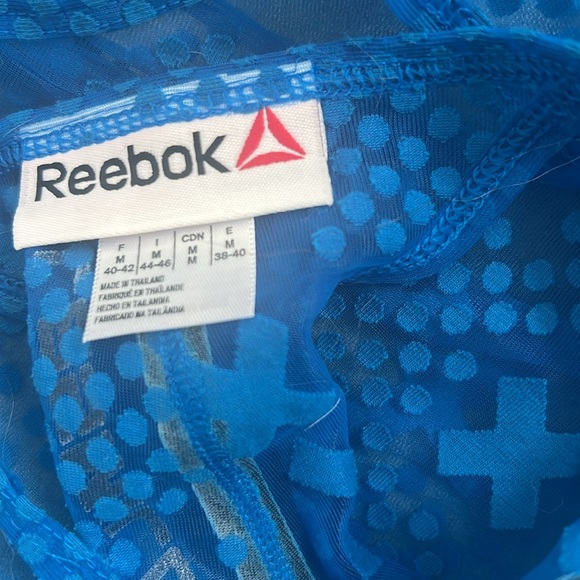 Reebok
F I CDN E
M M M M
40-42 44-46 M 38-40
MADE IN THAILAND
FABRIQUÉ EN THAÏLANDE
HECHO EN TAILANDIA
FABRICADO NA TAILÂNDIA